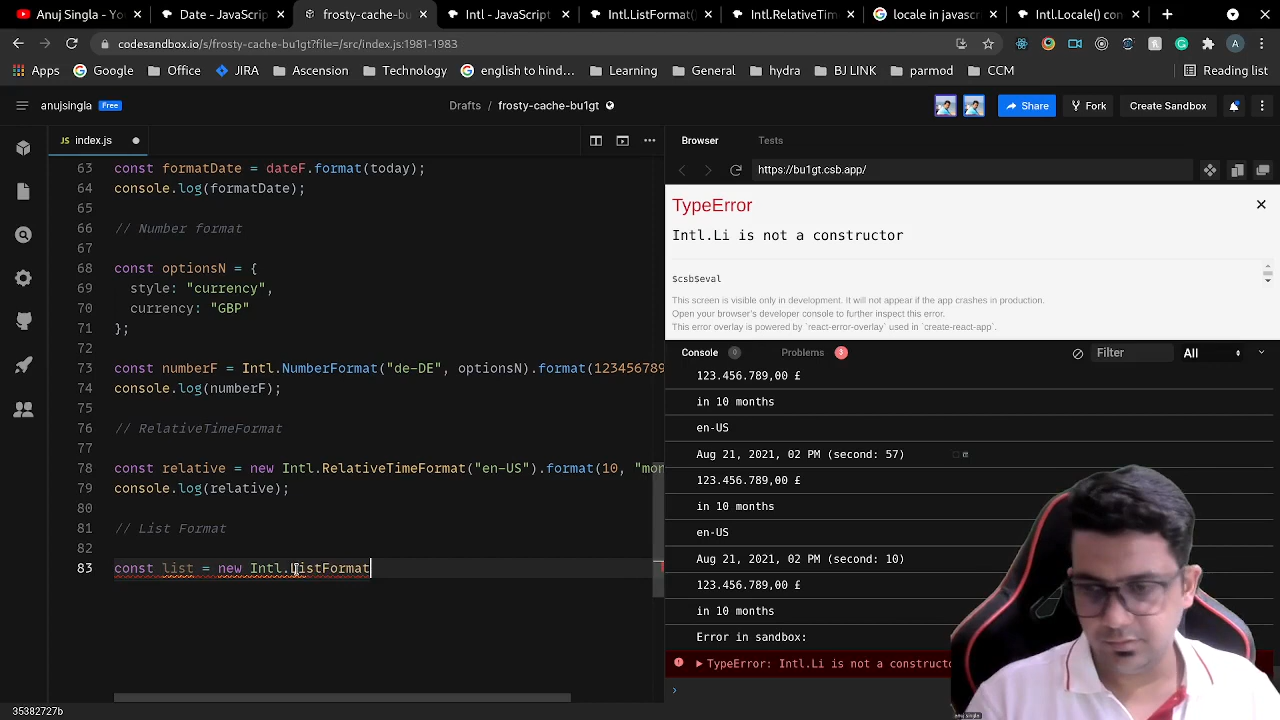 Anuj Singla - Yo
Date - JavaScrip
frosty-cache-bu
Intl - JavaScript
Intl.ListFormat()
Intl.RelativeTim
locale in javascr
Intl.Locale() con
codesandbox.io/s/frosty-cache-bu1gt?file=/src/index.js:1981-1983
A
Apps
Google
Office
JIRA
Ascension
Technology
english to hind...
Learning
General
hydra
BJ LINK
parmod
CCM
Reading list
anujsingla
Free
Drafts / frosty-cache-bu1gt
Share
Fork
Create Sandbox
JS index.js
63 const formatDate = dateF.format(today);
64 console.log(formatDate);
65
66 // Number format
67
68 const optionsN = {
69 style: "currency",
70 currency: "GBP"
71 };
72
73 const numberF = Intl.NumberFormat("de-DE", optionsN).format(123456789
74 console.log(numberF);
75
76 // RelativeTimeFormat
77
78 const relative = new Intl.RelativeTimeFormat("en-US").format(10, "mon
79 console.log(relative);
80
81 // List Format
82
83 const list = new Intl.ListFormat
35382727b
Browser
Tests
https://bu1gt.csb.app/
TypeError
Intl.Li is not a constructor
$csb$eval
This screen is visible only in development. It will not appear if the app crashes in production.
Open your browser's developer console to further inspect this error.
This error overlay is powered by `react-error-overlay` used in `create-react-app`.
Console 0
Problems 3
Filter
All
123.456.789,00 £
in 10 months
en-US
Aug 21, 2021, 02 PM (second: 57)
123.456.789,00 £
in 10 months
en-US
Aug 21, 2021, 02 PM (second: 10)
123.456.789,00 £
in 10 months
Error in sandbox:
TypeError: Intl.Li is not a constructo
anuj singla